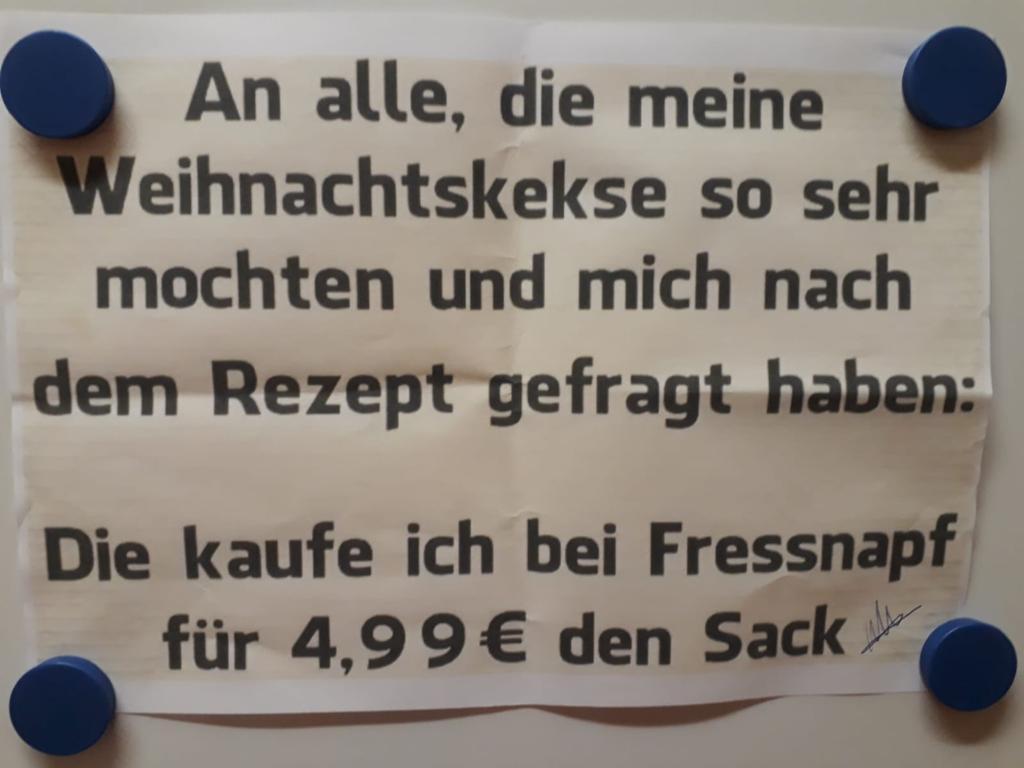 An alle, die meine
Weihnachtskekse so sehr
mochten und mich nach
dem Rezept gefragt haben:
Die kaufe ich bei Fressnapf
für 4,99€ den Sack